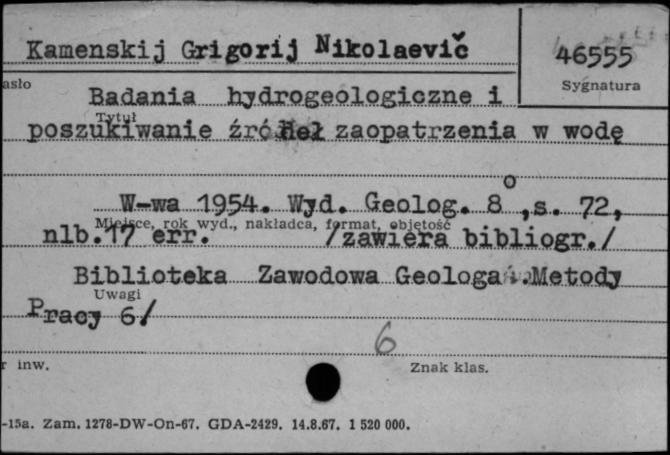 Kamenskij Grigorij Nikolaevič
46555
asło
Sygnatura
Badania hydrogeologiczne i
Tytuł
poszukiwanie źródeł zaopatrzenia w wodę
W-wa 1954. Wyd. Geolog. 8°, s. 72,
Miejsce, rok wyd., nakładca, format, objętość
nlb.17 err. /zawiera bibliogr./
Biblioteka Zawodowa Geologa .Metody
Uwagi
Pracy 6/
6
r inw.
Znak klas.
-15a. Zam. 1278-DW-On-67. GDA-2429. 14.8.67. 1 520 000.